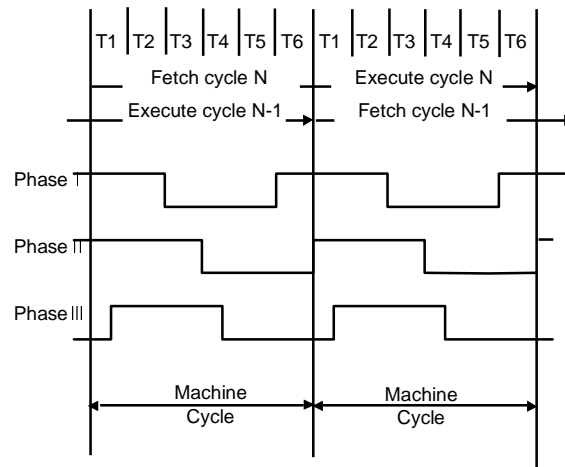 T1 T2 T3 T4 T5 T6 T1 T2 T3 T4 T5 T6
Fetch cycle N Execute cycle N
Execute cycle N-1 Fetch cycle N-1
Phase I
Phase II
Phase III
Machine Machine
Cycle Cycle